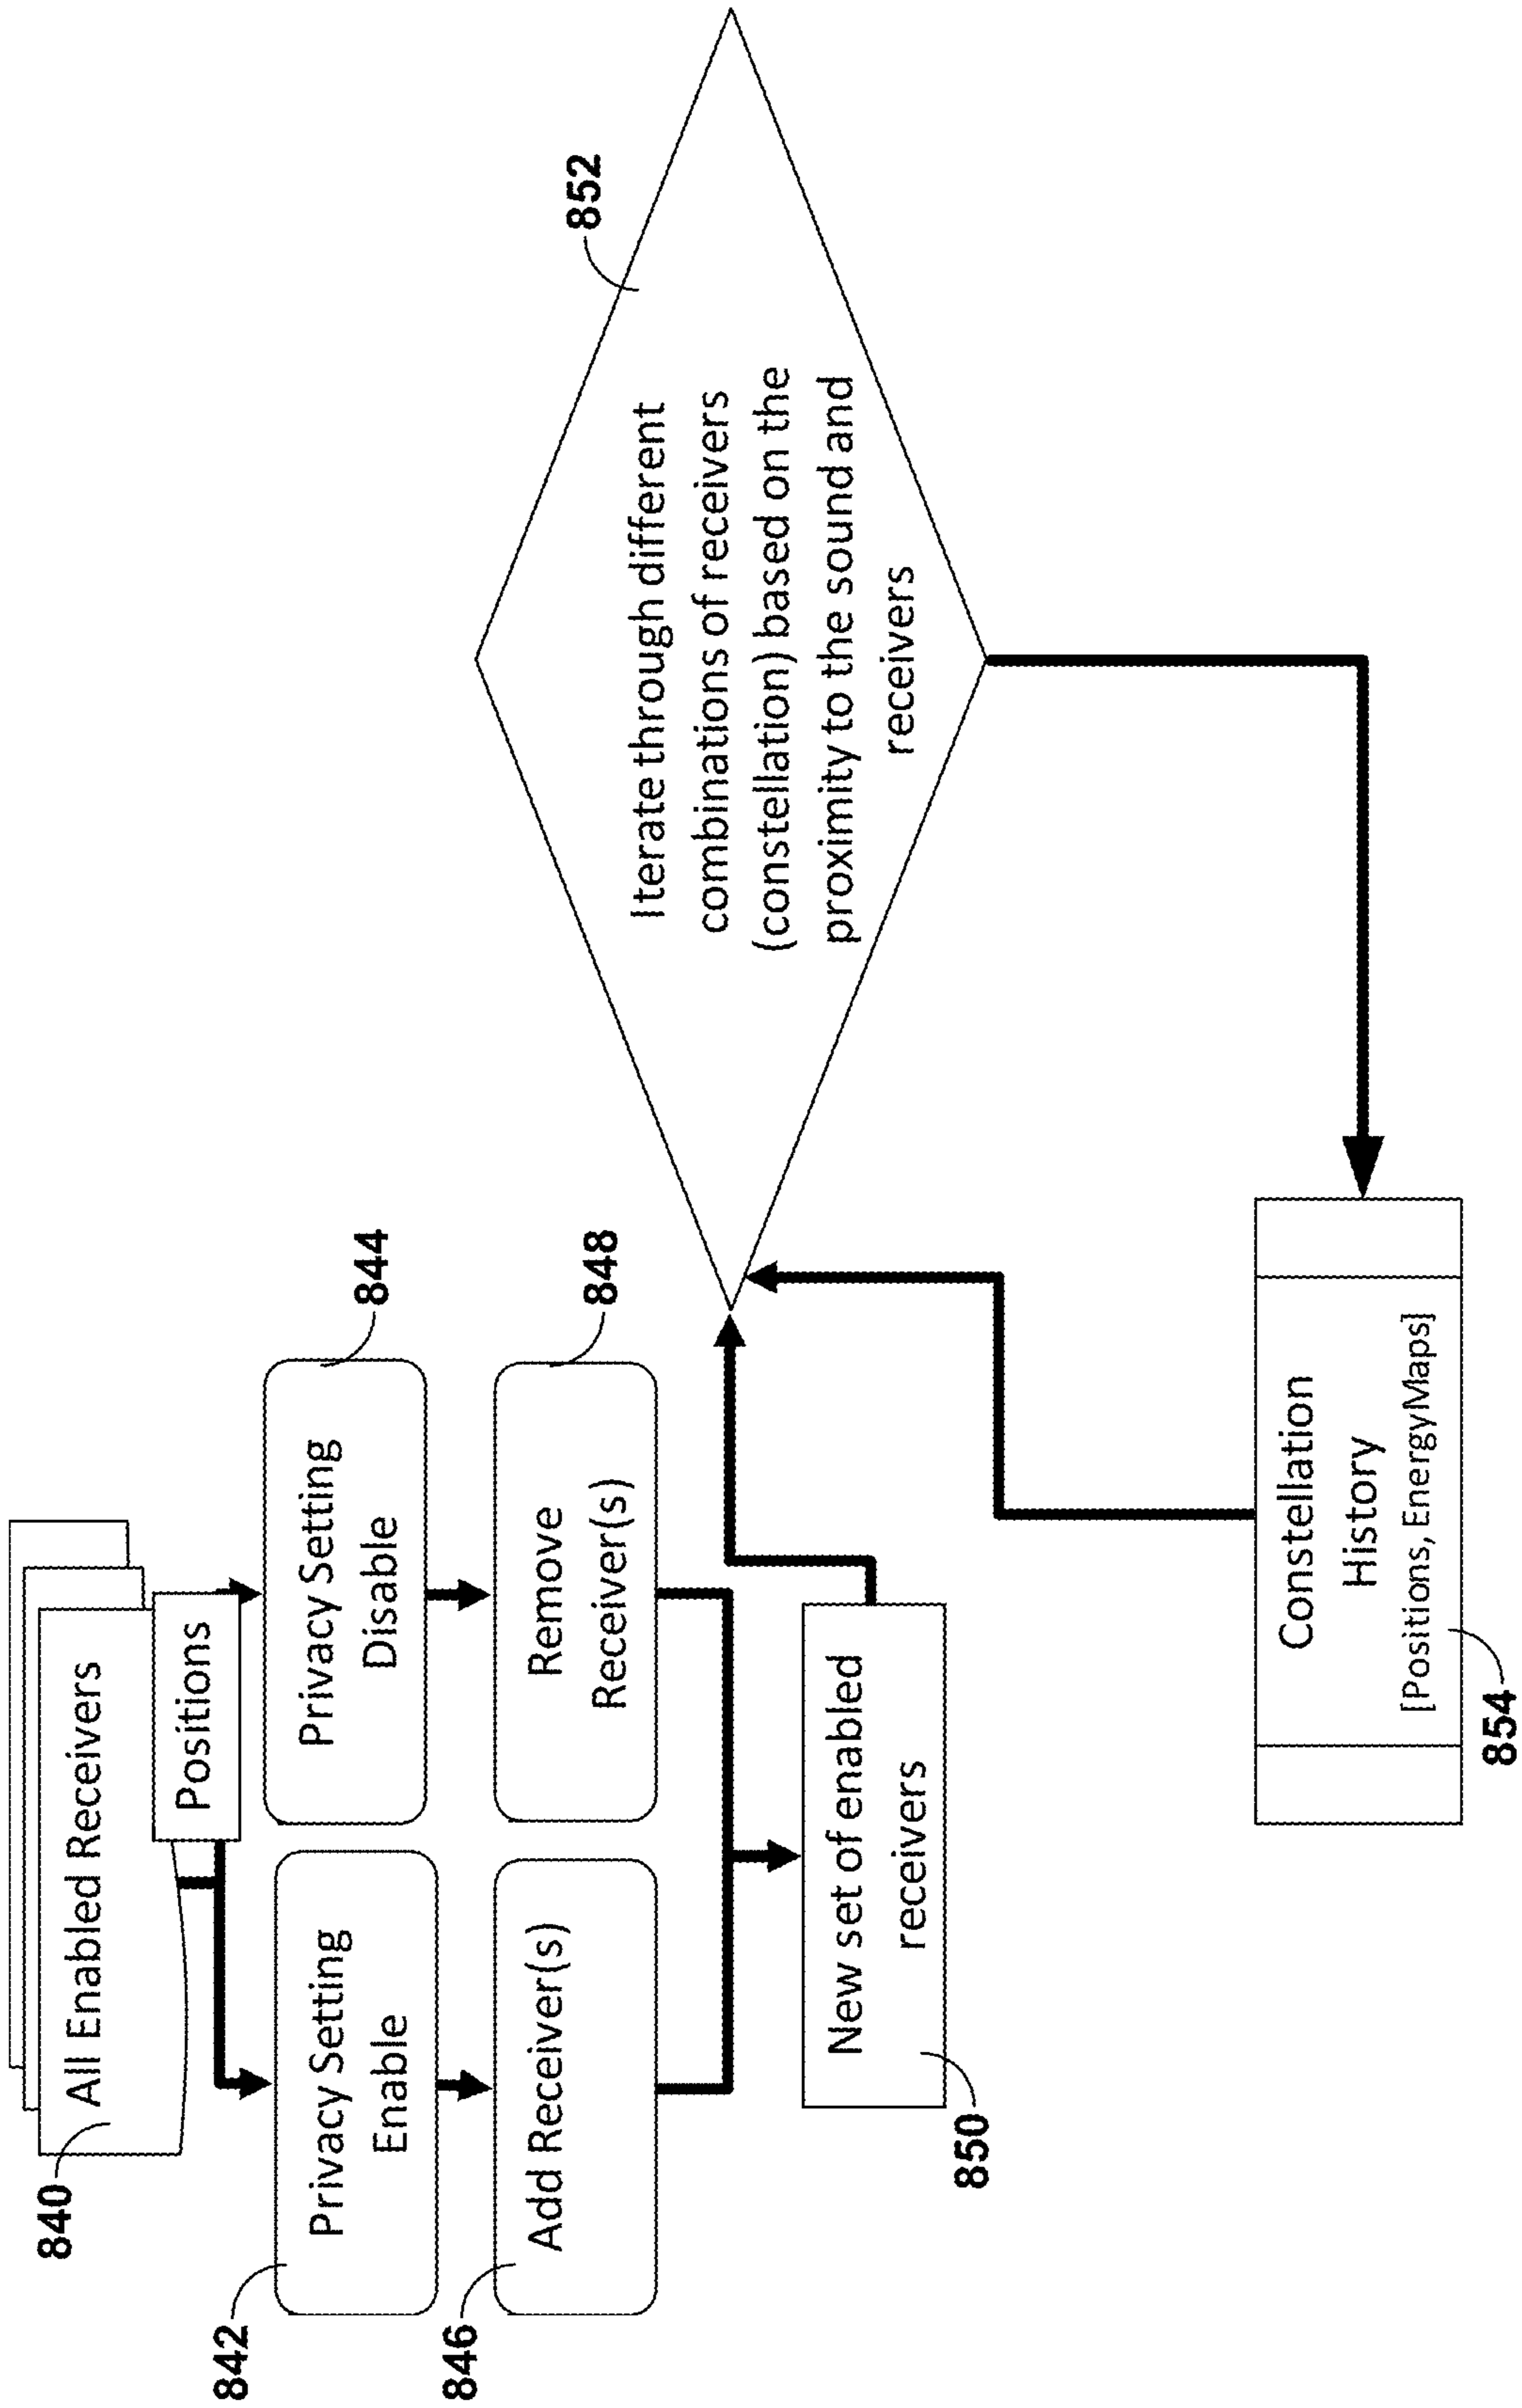 840
All Enabled Receivers
Positions
842
Privacy Setting
Enable
844
Privacy Setting
Disable
846
Add Receiver(s)
848
Remove
Receiver(s)
850
New set of enabled
receivers
852
Iterate through different
combinations of receivers
(constellation) based on the
proximity to the sound and
receivers
854
Constellation
History
[Positions, EnergyMaps]